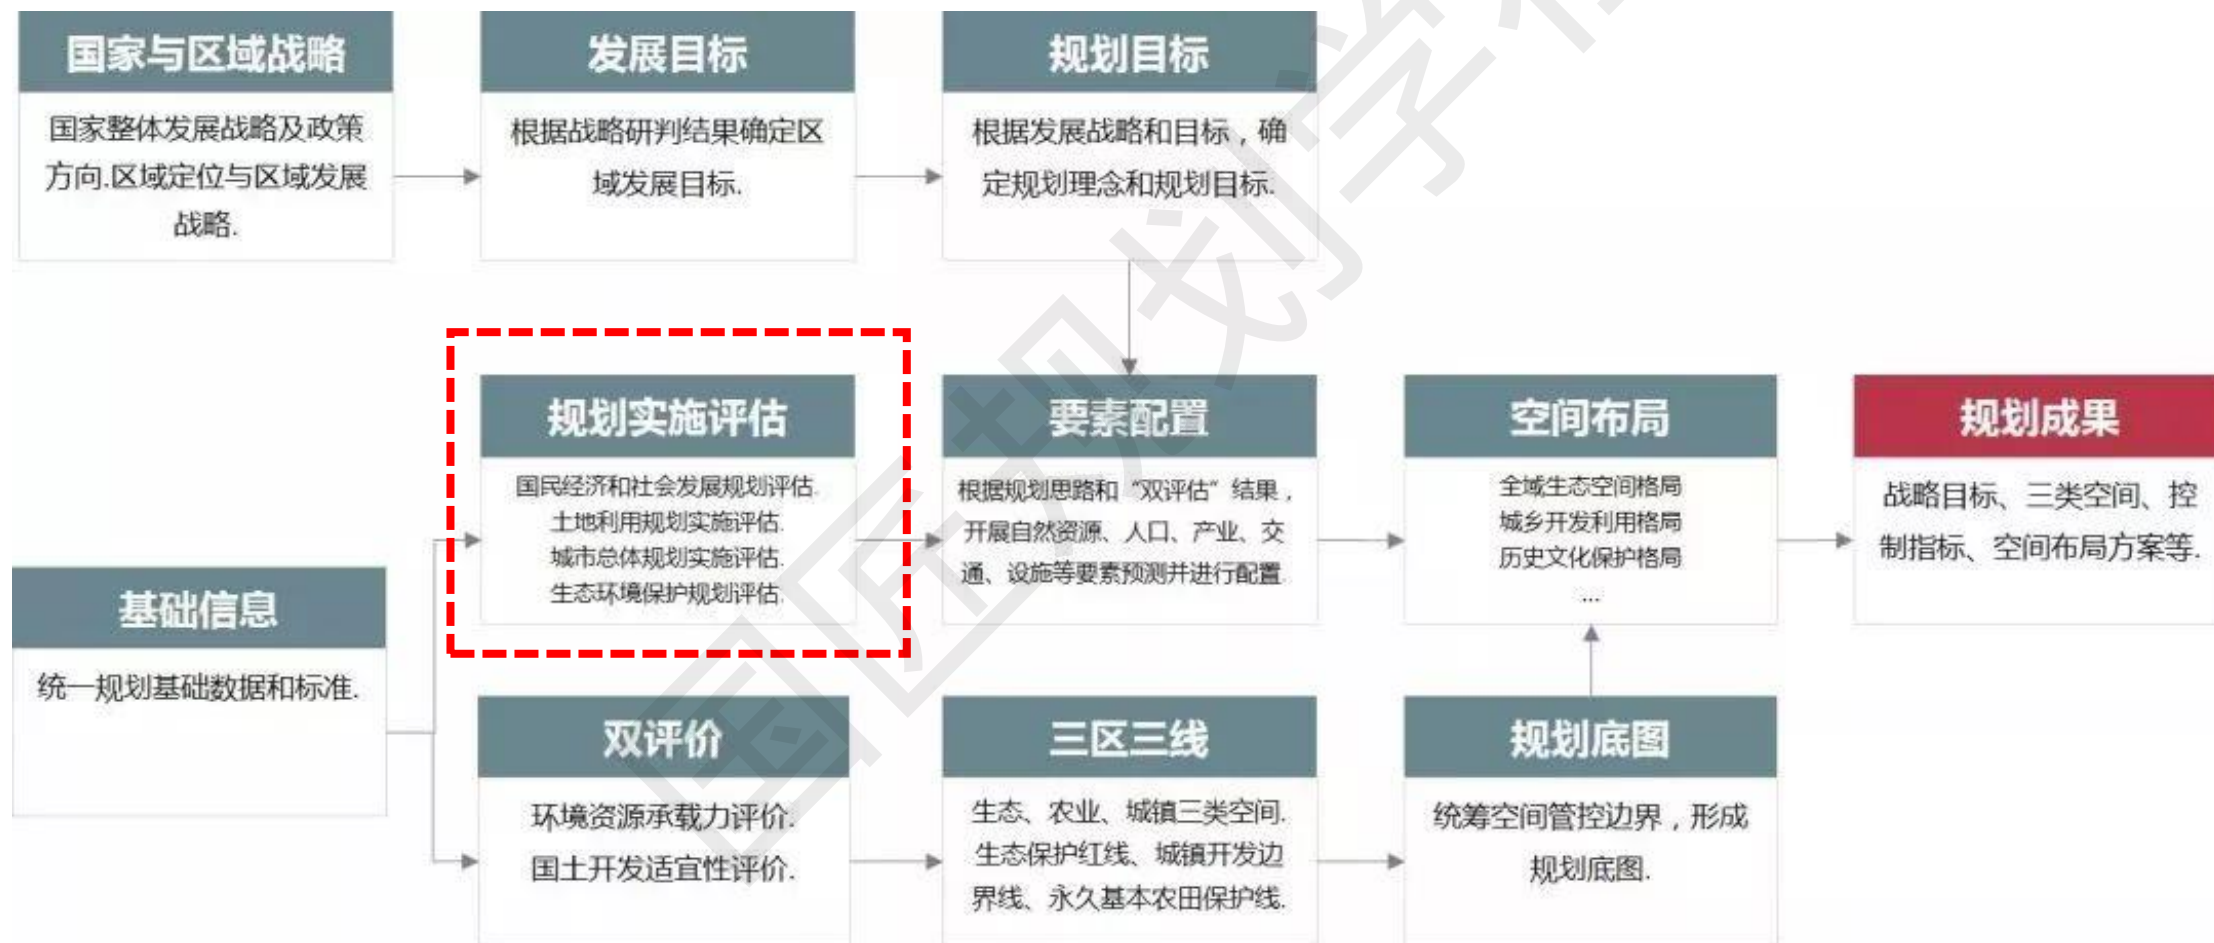 国家与区域战略
国家整体发展战略及政策
方向.区域定位与区域发展
战略.
发展目标
根据战略研判结果确定区
域发展目标.
规划目标
根据发展战略和目标，确
定规划理念和规划目标.
规划实施评估
国民经济和社会发展规划评估.
土地利用规划实施评估.
城市总体规划实施评估.
生态环境保护规划评估.
要素配置
根据规划思路和“双评估”结果，
开展自然资源、人口、产业、交
通、设施等要素预测并进行配置.
空间布局
全域生态空间格局
城乡开发利用格局
历史文化保护格局
...
规划成果
战略目标、三类空间、控
制指标、空间布局方案等.
基础信息
统一规划基础数据和标准.
双评价
环境资源承载力评价.
国土开发适宜性评价.
三区三线
生态、农业、城镇三类空间.
生态保护红线、城镇开发边
界线、永久基本农田保护线.
规划底图
统筹空间管控边界，形成
规划底图.
国匠规划学